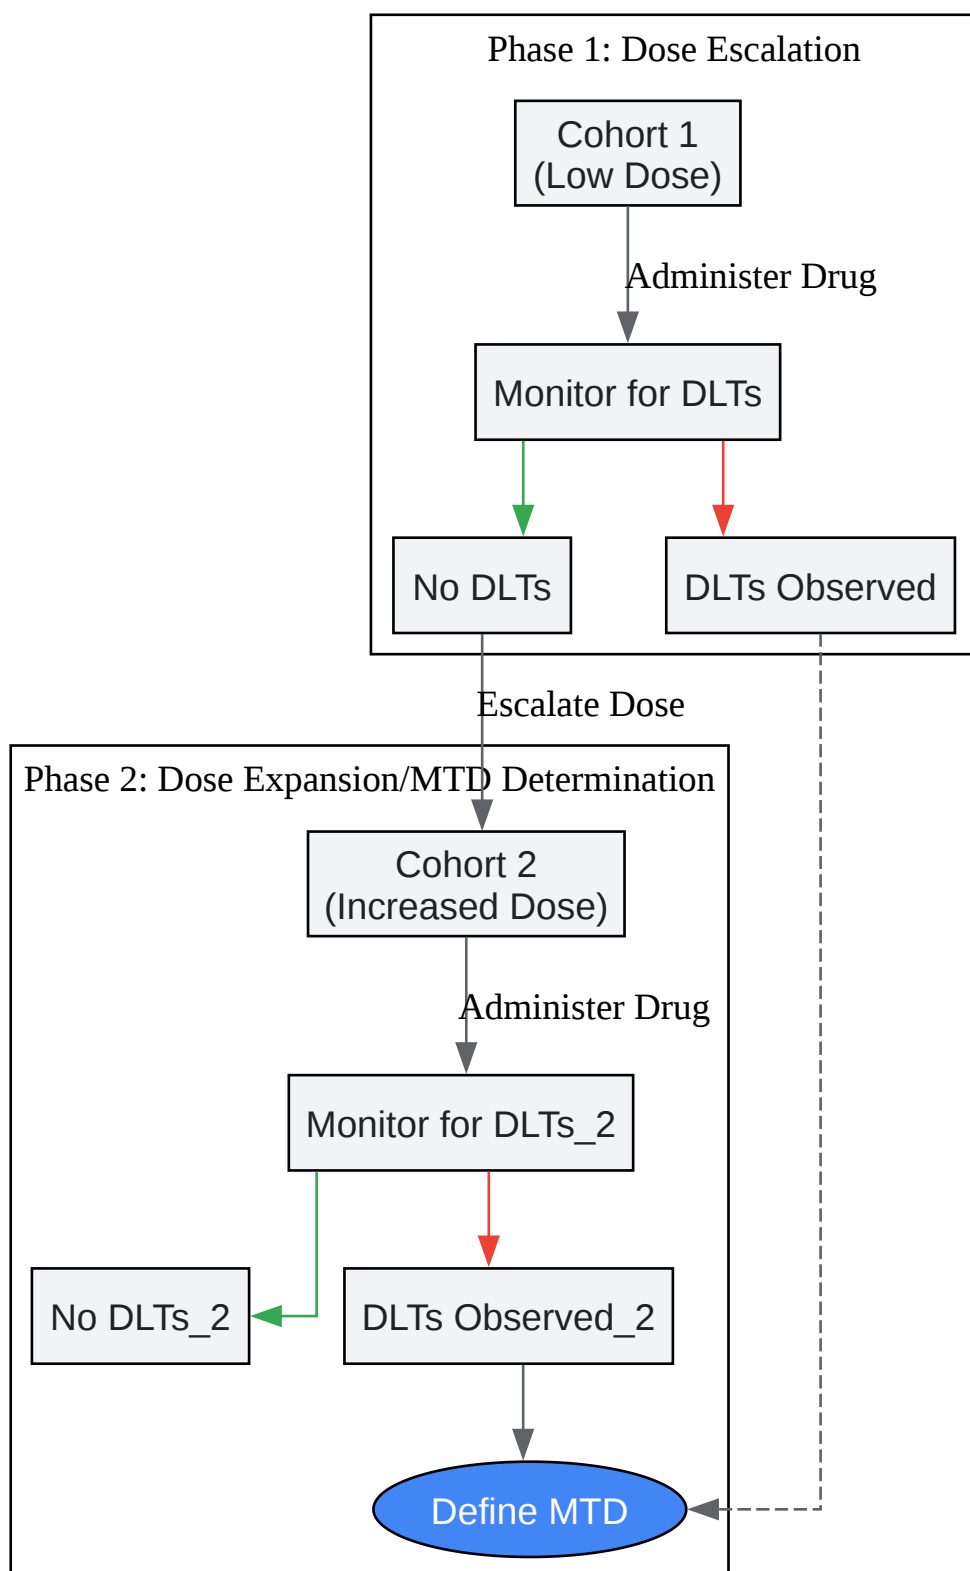 Phase 1: Dose Escalation
Cohort 1
(Low Dose)
Administer Drug
Monitor for DLTs
No DLTs
DLTs Observed
Escalate Dose
Phase 2: Dose Expansion/MTD Determination
Cohort 2
(Increased Dose)
Administer Drug
Monitor for DLTs_2
No DLTs_2
DLTs Observed_2
Define MTD